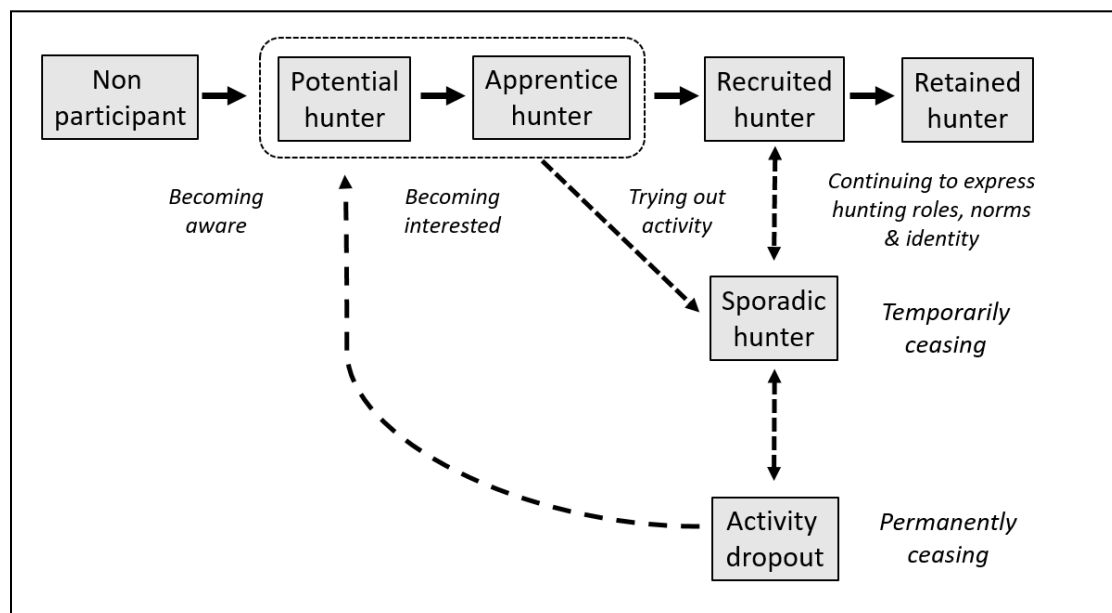 Non
participant
Potential
hunter
Apprentice
hunter
Recruited
hunter
Retained
hunter
Becoming
aware
Becoming
interested
Trying out
activity
Continuing to express
hunting roles, norms
& identity
Sporadic
hunter
Temporarily
ceasing
Activity
dropout
Permanently
ceasing